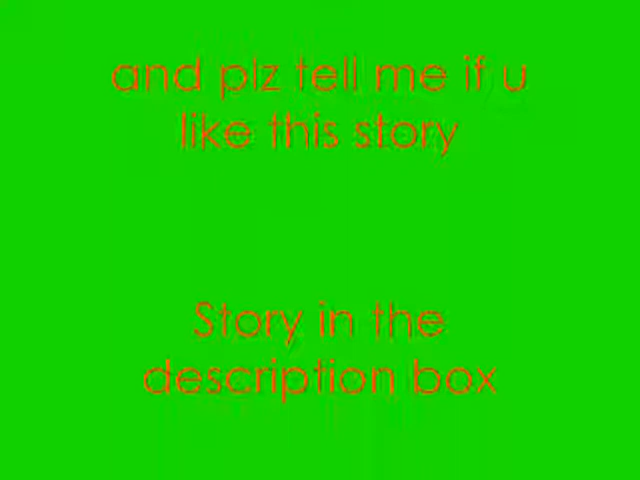 and plz tell me if u
like this story
Story in the
description box